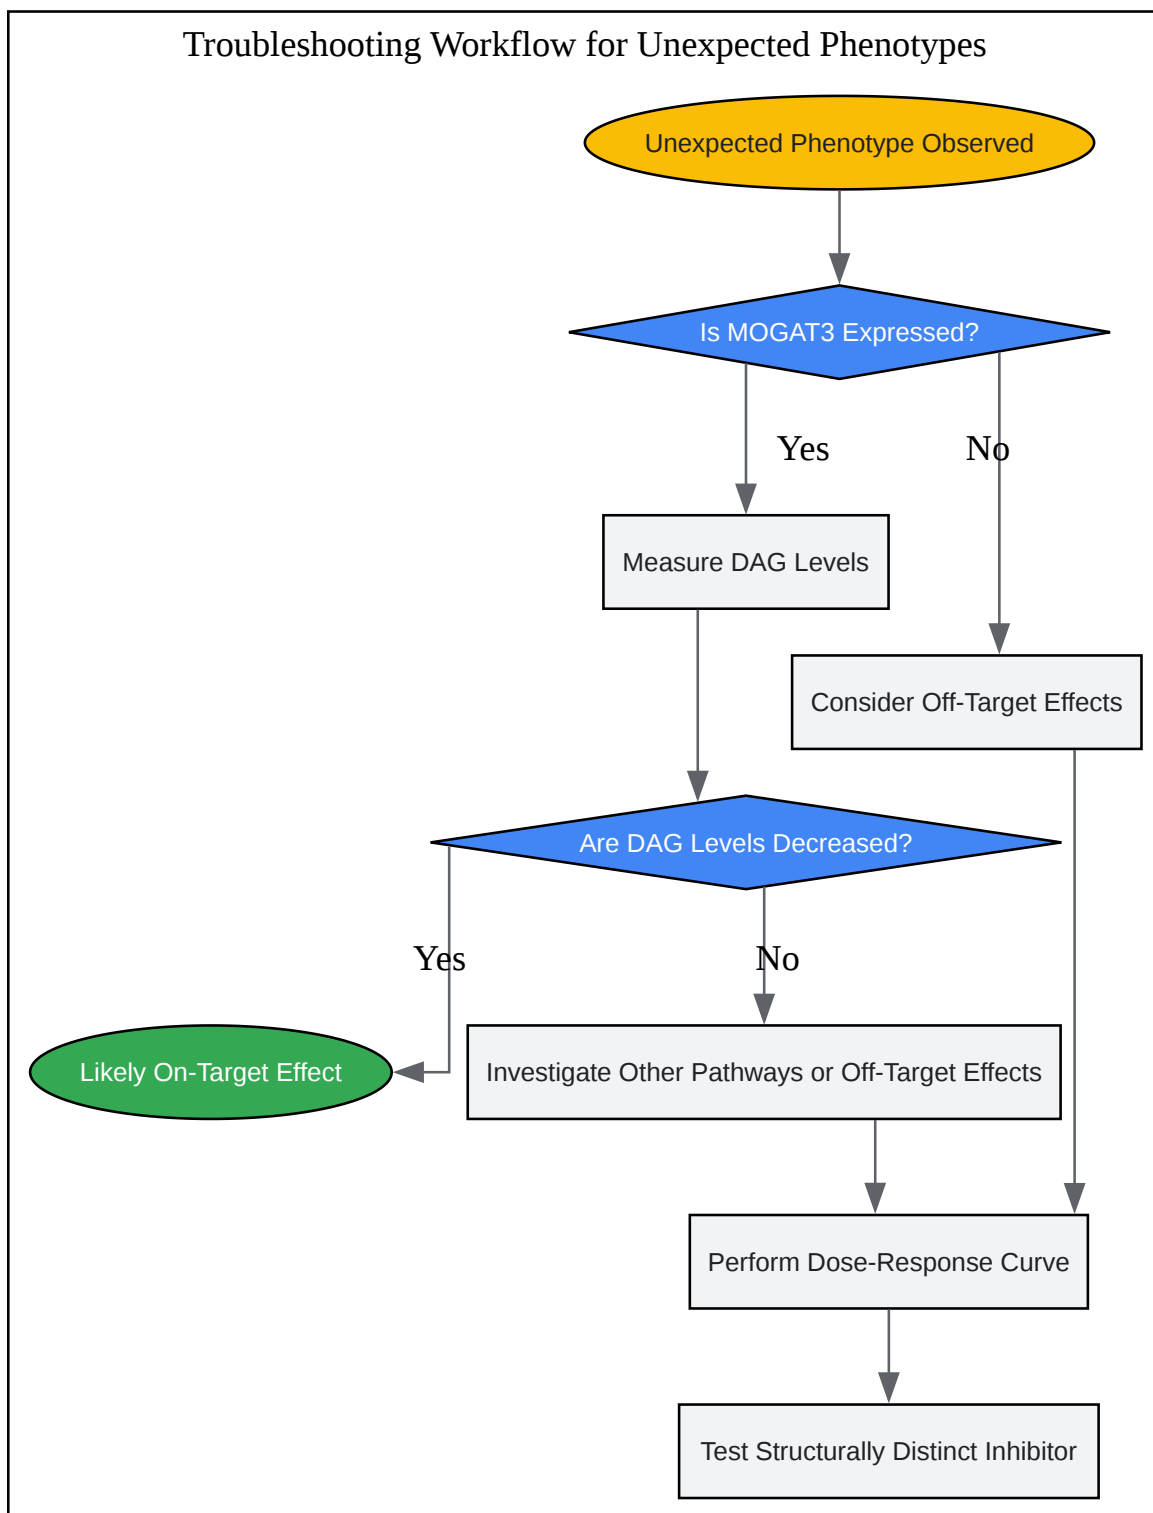 Troubleshooting Workflow for Unexpected Phenotypes
Unexpected Phenotype Observed
Is MOGAT3 Expressed?
Yes
No
Measure DAG Levels
Consider Off-Target Effects
Are DAG Levels Decreased?
Yes
No
Likely On-Target Effect
Investigate Other Pathways or Off-Target Effects
Perform Dose-Response Curve
Test Structurally Distinct Inhibitor